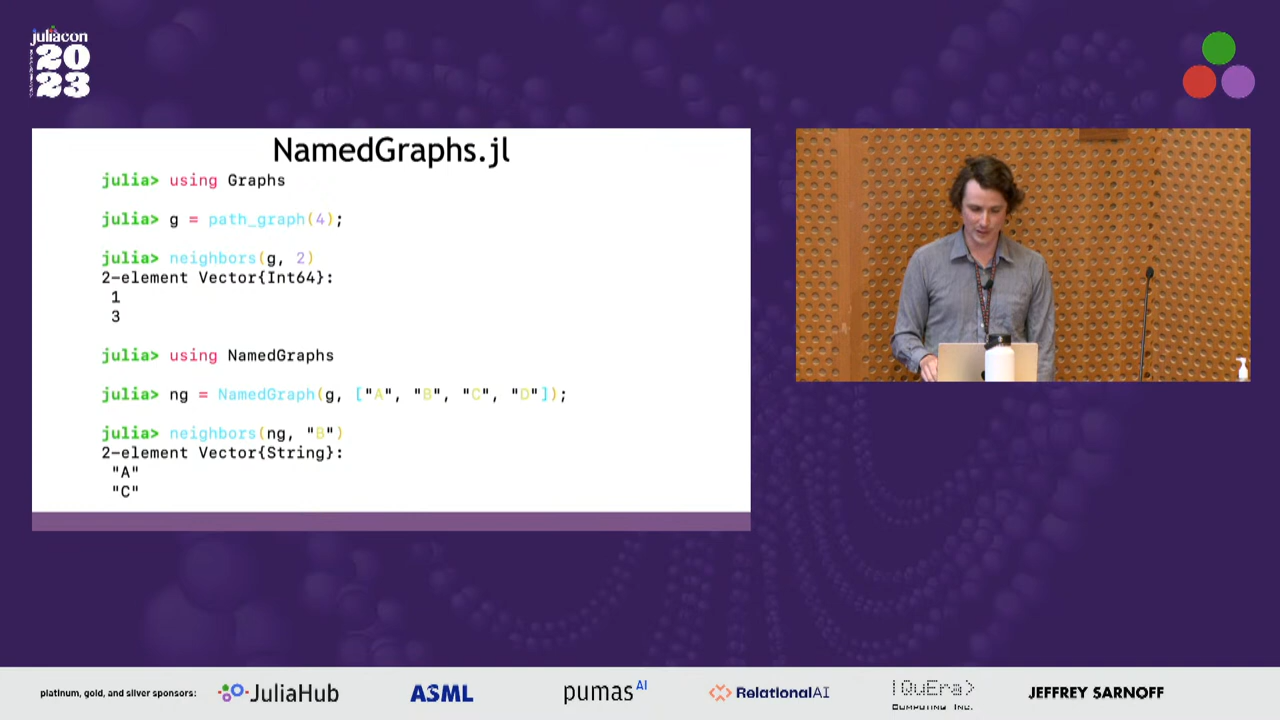 juliacon
20
23
NamedGraphs.jl
julia> using Graphs
julia> g = path_graph(4);
julia> neighbors(g, 2)
2-element Vector{Int64}:
1
3
julia> using NamedGraphs
julia> ng = NamedGraph(g, ["A", "B", "C", "D"]);
julia> neighbors(ng, "B")
2-element Vector{String}:
"A"
"C"
platinum, gold, and silver sponsors:
JuliaHub
ASML
pumas AI
RelationalAI
|QuEra>
Computing Inc.
JEFFREY SARNOFF